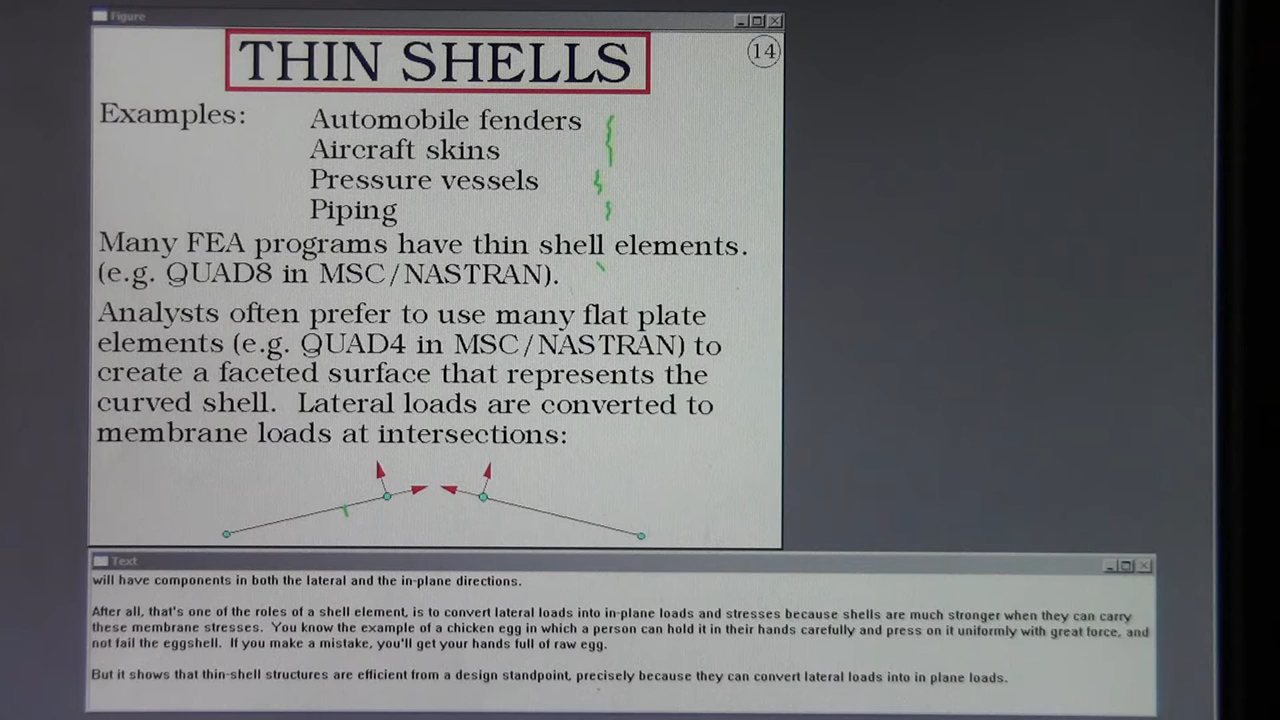 Figure
THIN SHELLS
14
Examples:
Automobile fenders
Aircraft skins
Pressure vessels
Piping
Many FEA programs have thin shell elements.
(e.g. QUAD8 in MSC/NASTRAN).
Analysts often prefer to use many flat plate
elements (e.g. QUAD4 in MSC/NASTRAN) to
create a faceted surface that represents the
curved shell.  Lateral loads are converted to
membrane loads at intersections:
Text
will have components in both the lateral and the in-plane directions.
After all, that's one of the roles of a shell element, is to convert lateral loads into in-plane loads and stresses because shells are much stronger when they can carry
these membrane stresses.  You know the example of a chicken egg in which a person can hold it in their hands carefully and press on it uniformly with great force, and
not fail the eggshell.  If you make a mistake, you'll get your hands full of raw egg.
But it shows that thin-shell structures are efficient from a design standpoint, precisely because they can convert lateral loads into in plane loads.